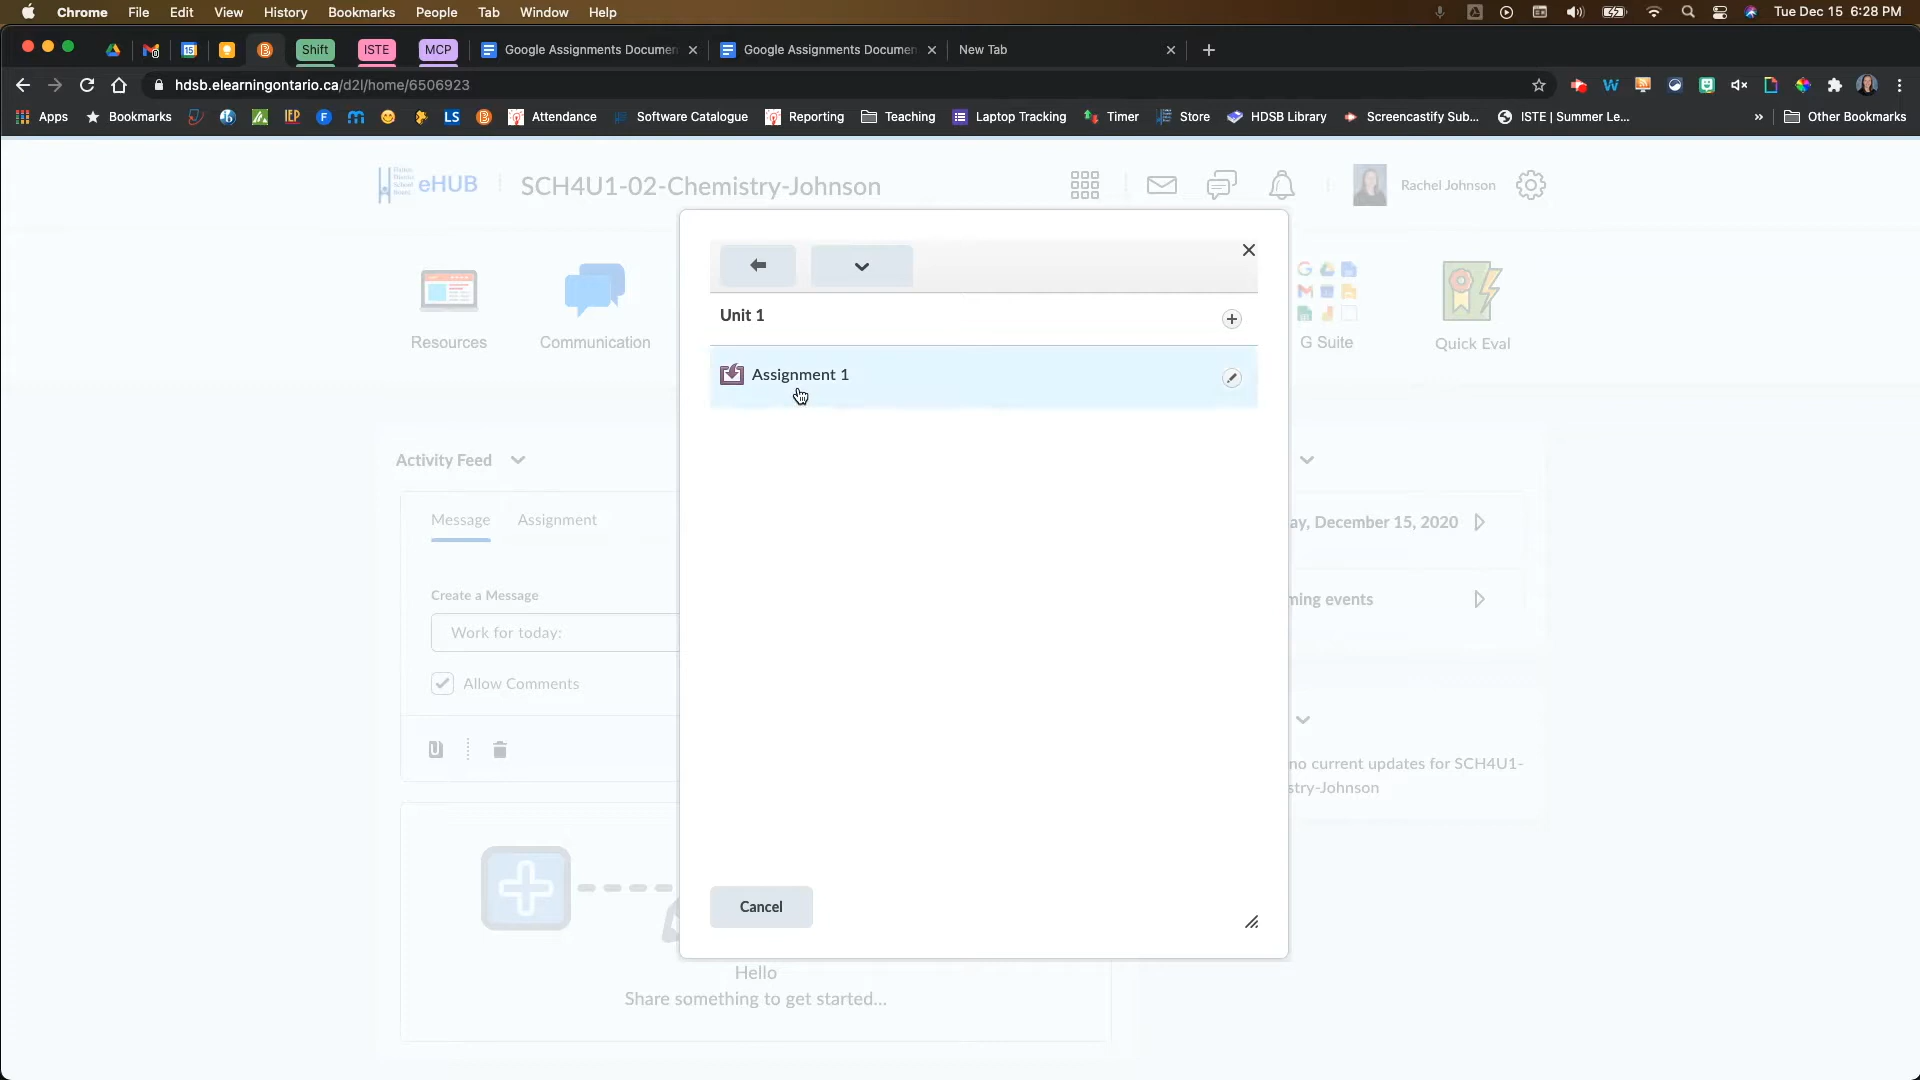 Chrome File Edit View History Bookmarks People Tab Window Help Tue Dec 15 6:28 PM
15 Shift ISTE MCP Google Assignments Documen Google Assignments Documen New Tab
hdsb.elearningontario.ca/d2l/home/6506923
Apps Bookmarks IEP LS Attendance Software Catalogue Reporting Teaching Laptop Tracking Timer Store HDSB Library Screencastify Sub... ISTE | Summer Le... » Other Bookmarks
eHUB SCH4U1-02-Chemistry-Johnson Rachel Johnson
Unit 1
Resources Communication G Suite Quick Eval
Assignment 1
Activity Feed
Message Assignment
ay, December 15, 2020
Create a Message
ming events
Work for today:
Allow Comments
no current updates for SCH4U1-
stry-Johnson
Cancel
Hello
Share something to get started...